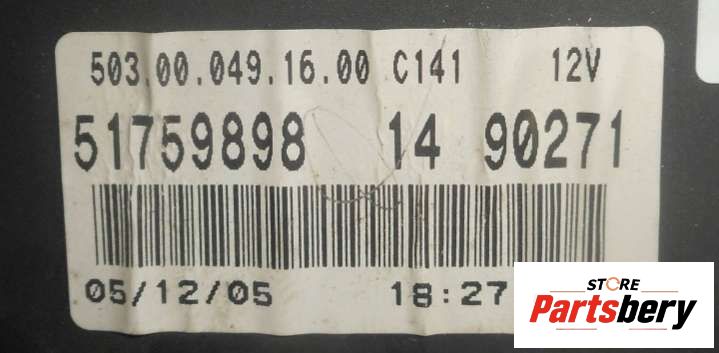 503.00.049.16.00 C141 12V
51759898 14 90271
05/12/05 18:27
STORE
Partsbery